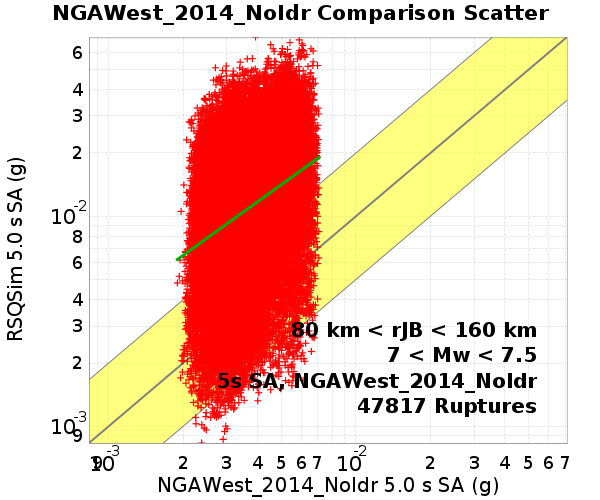 NGAWest_2014_NoIdr Comparison Scatter
RSQSim 5.0 s SA (g)
6
4
3
2
10-2
8
6
4
3
2
10-3
9
80 km < rJB < 160 km
7 < Mw < 7.5
5s SA, NGAWest_2014_NoIdr
47817 Ruptures
9 10-3 2 3 4 5 6 7 10-2 2 3 4 5 6 7
NGAWest_2014_NoIdr 5.0 s SA (g)